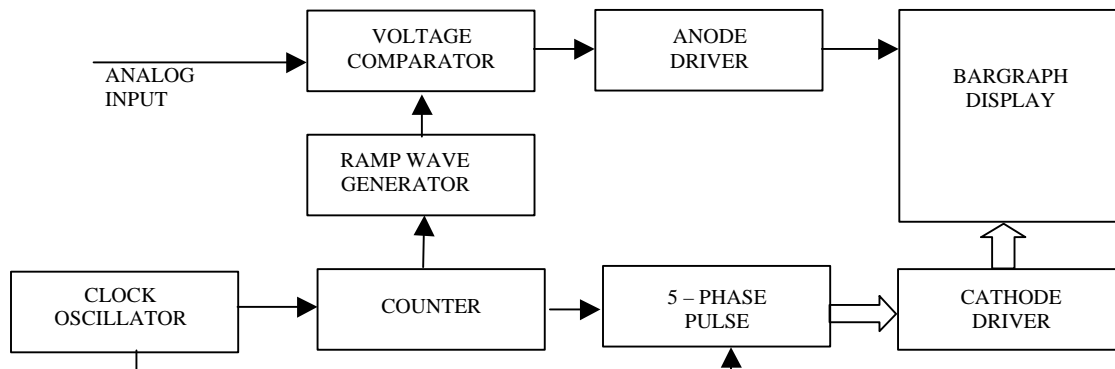 VOLTAGE
COMPARATOR
ANODE
DRIVER
BARGRAPH
DISPLAY
ANALOG
INPUT
RAMP WAVE
GENERATOR
CLOCK
OSCILLATOR
COUNTER
5 – PHASE
PULSE
CATHODE
DRIVER